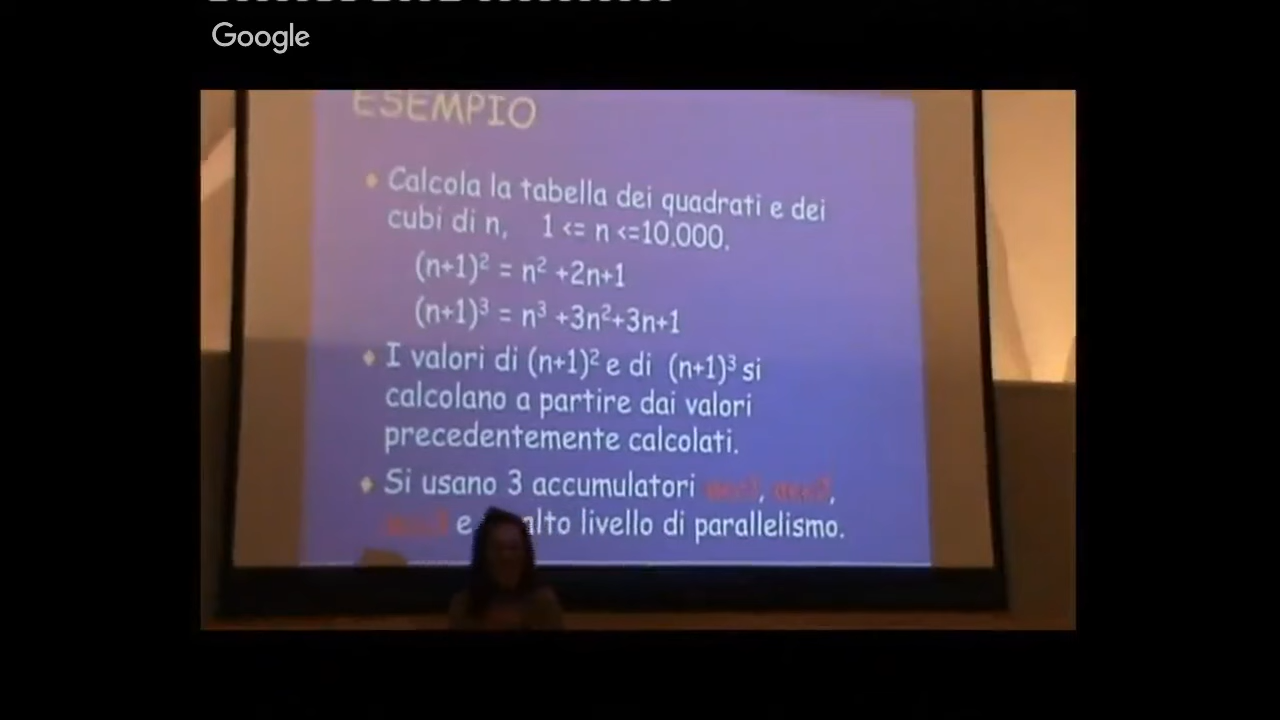 Google
ESEMPIO
Calcola la tabella dei quadrati e dei
cubi di n, 1 <= n <=10.000.
(n+1)² = n² +2n+1
(n+1)³ = n³ +3n²+3n+1
I valori di (n+1)² e di (n+1)³ si
calcolano a partire dai valori
precedentemente calcolati.
Si usano 3 accumulatori acc1, acc2,
e alto livello di parallelismo.